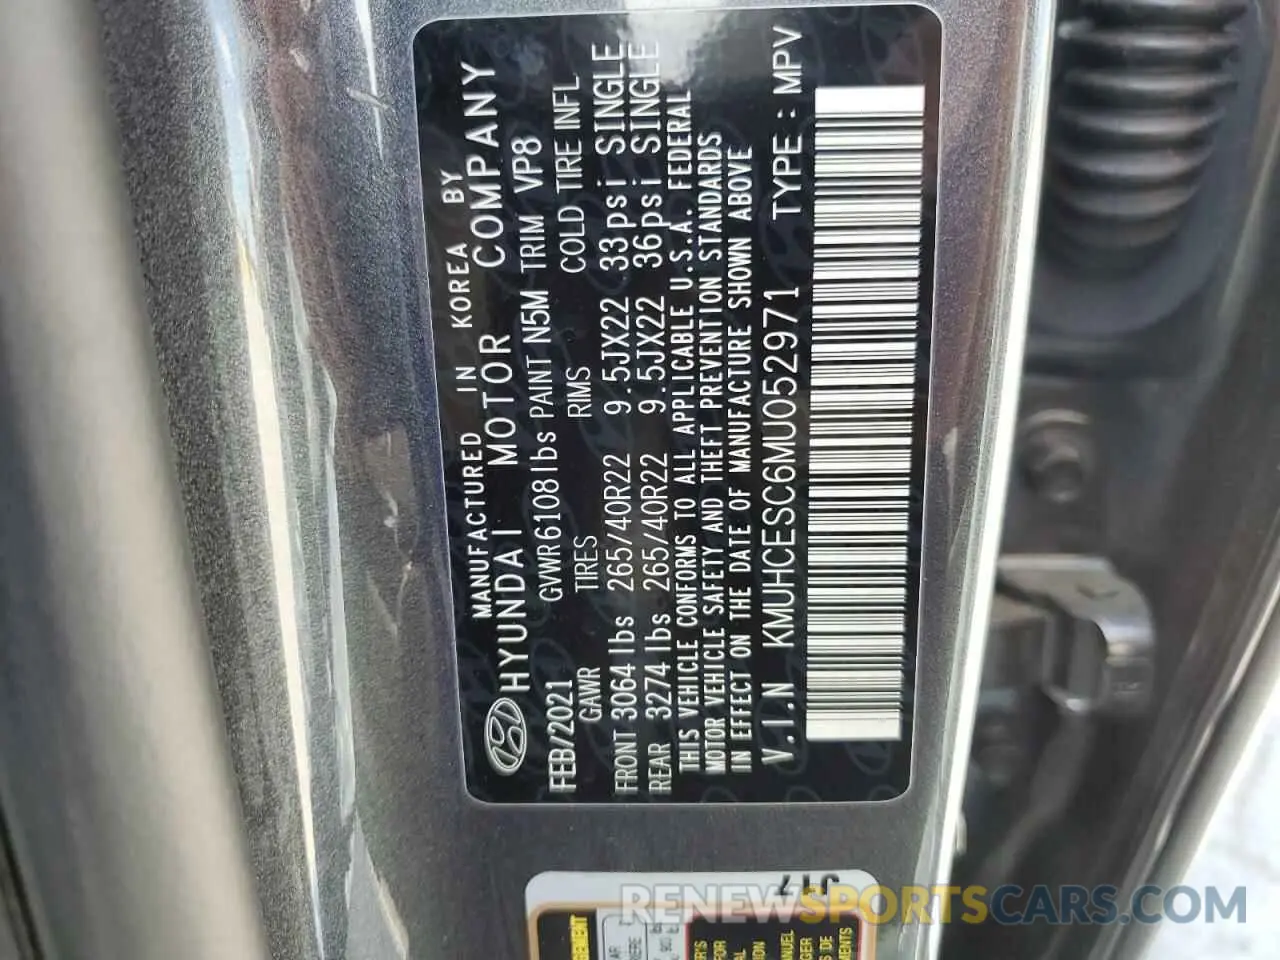 MANUFACTURED IN KOREA BY
HYUNDAI MOTOR COMPANY
FEB/2021 GVWR6108lbs PAINT N5M TRIM VP8
GAWR TIRES RIMS COLD TIRE INFL
FRONT 3064 lbs 265/40R22 9.5JX22 33psi SINGLE
REAR 3274 lbs 265/40R22 9.5JX22 36psi SINGLE
THIS VEHICLE CONFORMS TO ALL APPLICABLE U.S.A. FEDERAL
MOTOR VEHICLE SAFETY AND THEFT PREVENTION STANDARDS
IN EFFECT ON THE DATE OF MANUFACTURE SHOWN ABOVE
V.I.N KMUHCESC6MU052971 TYPE : MPV
J17
RENEWSPORTSCARS.COM